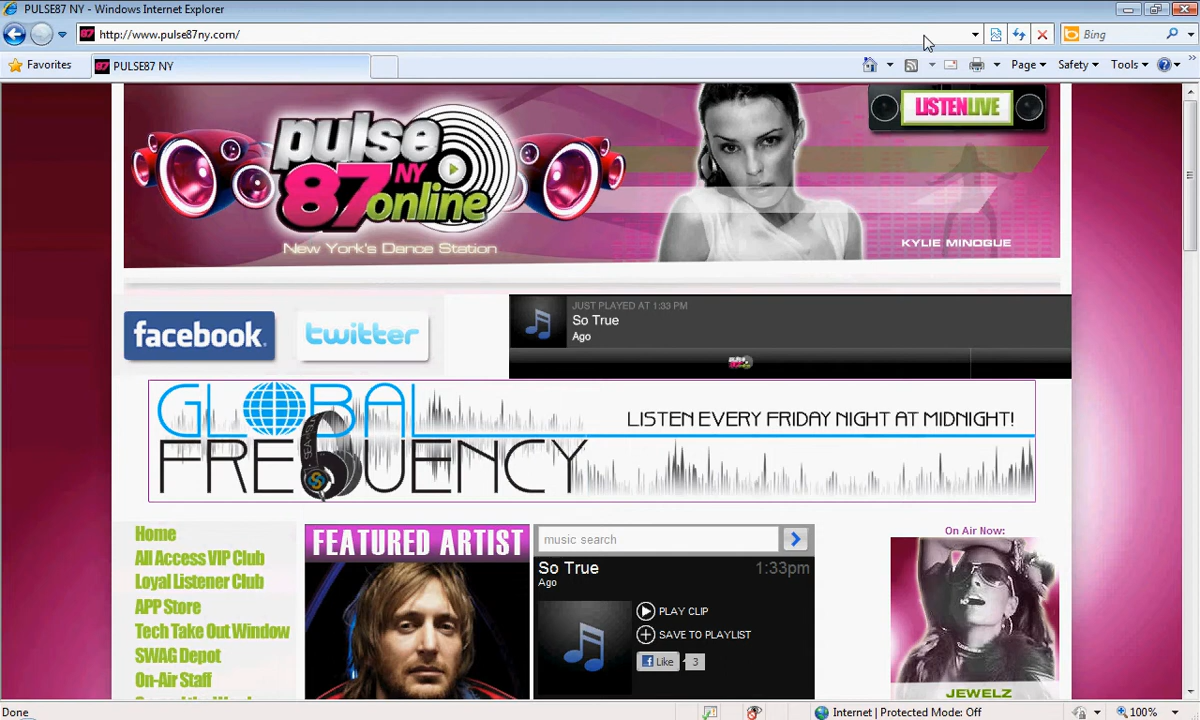 PULSE87 NY - Windows Internet Explorer
http://www.pulse87ny.com/
Bing
Favorites
PULSE87 NY
Page
Safety
Tools
pulse
87 NY
online
New York's Dance Station
LISTEN LIVE
KYLIE MINOGUE
facebook.
twitter
JUST PLAYED AT 1:33 PM
So True
Ago
GLOBAL
FREQUENCY
LISTEN EVERY FRIDAY NIGHT AT MIDNIGHT!
Home
All Access VIP Club
Loyal Listener Club
APP Store
Tech Take Out Window
SWAG Depot
On-Air Staff
FEATURED ARTIST
music search
So True
1:33pm
Ago
PLAY CLIP
SAVE TO PLAYLIST
Like
3
On Air Now:
JEWELZ
Done
Internet | Protected Mode: Off
100%